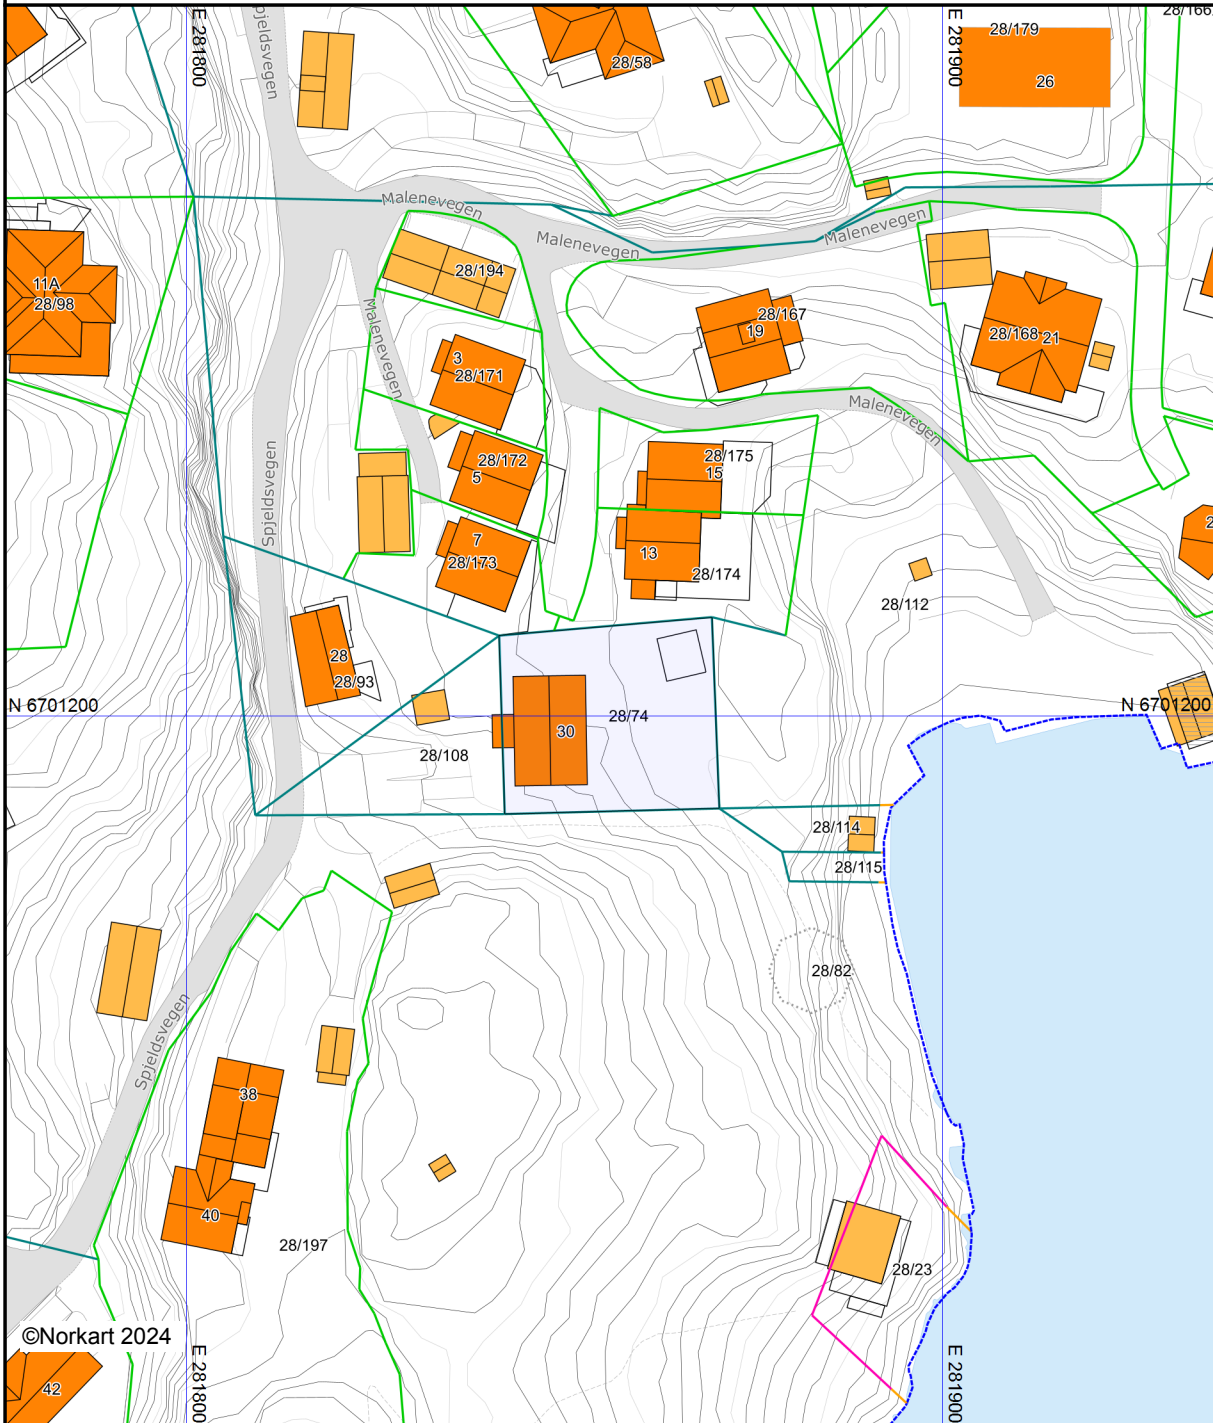 E 281800
E 281900
Spjeldsvegen
28/58
28/179
26
28/166
Malenevegen
Malenevegen
Malenevegen
11A
28/98
28/194
28/167
19
28/168
21
Malenevegen
3
28/171
Malenevegen
28/172
5
28/175
15
Spjeldsvegen
7
28/173
13
28/174
28/112
28
28/93
N 6701200
N 6701200
28/74
30
28/108
28/114
28/115
28/82
Spjeldsvegen
38
40
28/197
28/23
©Norkart 2024
42
E 281800
E 281900